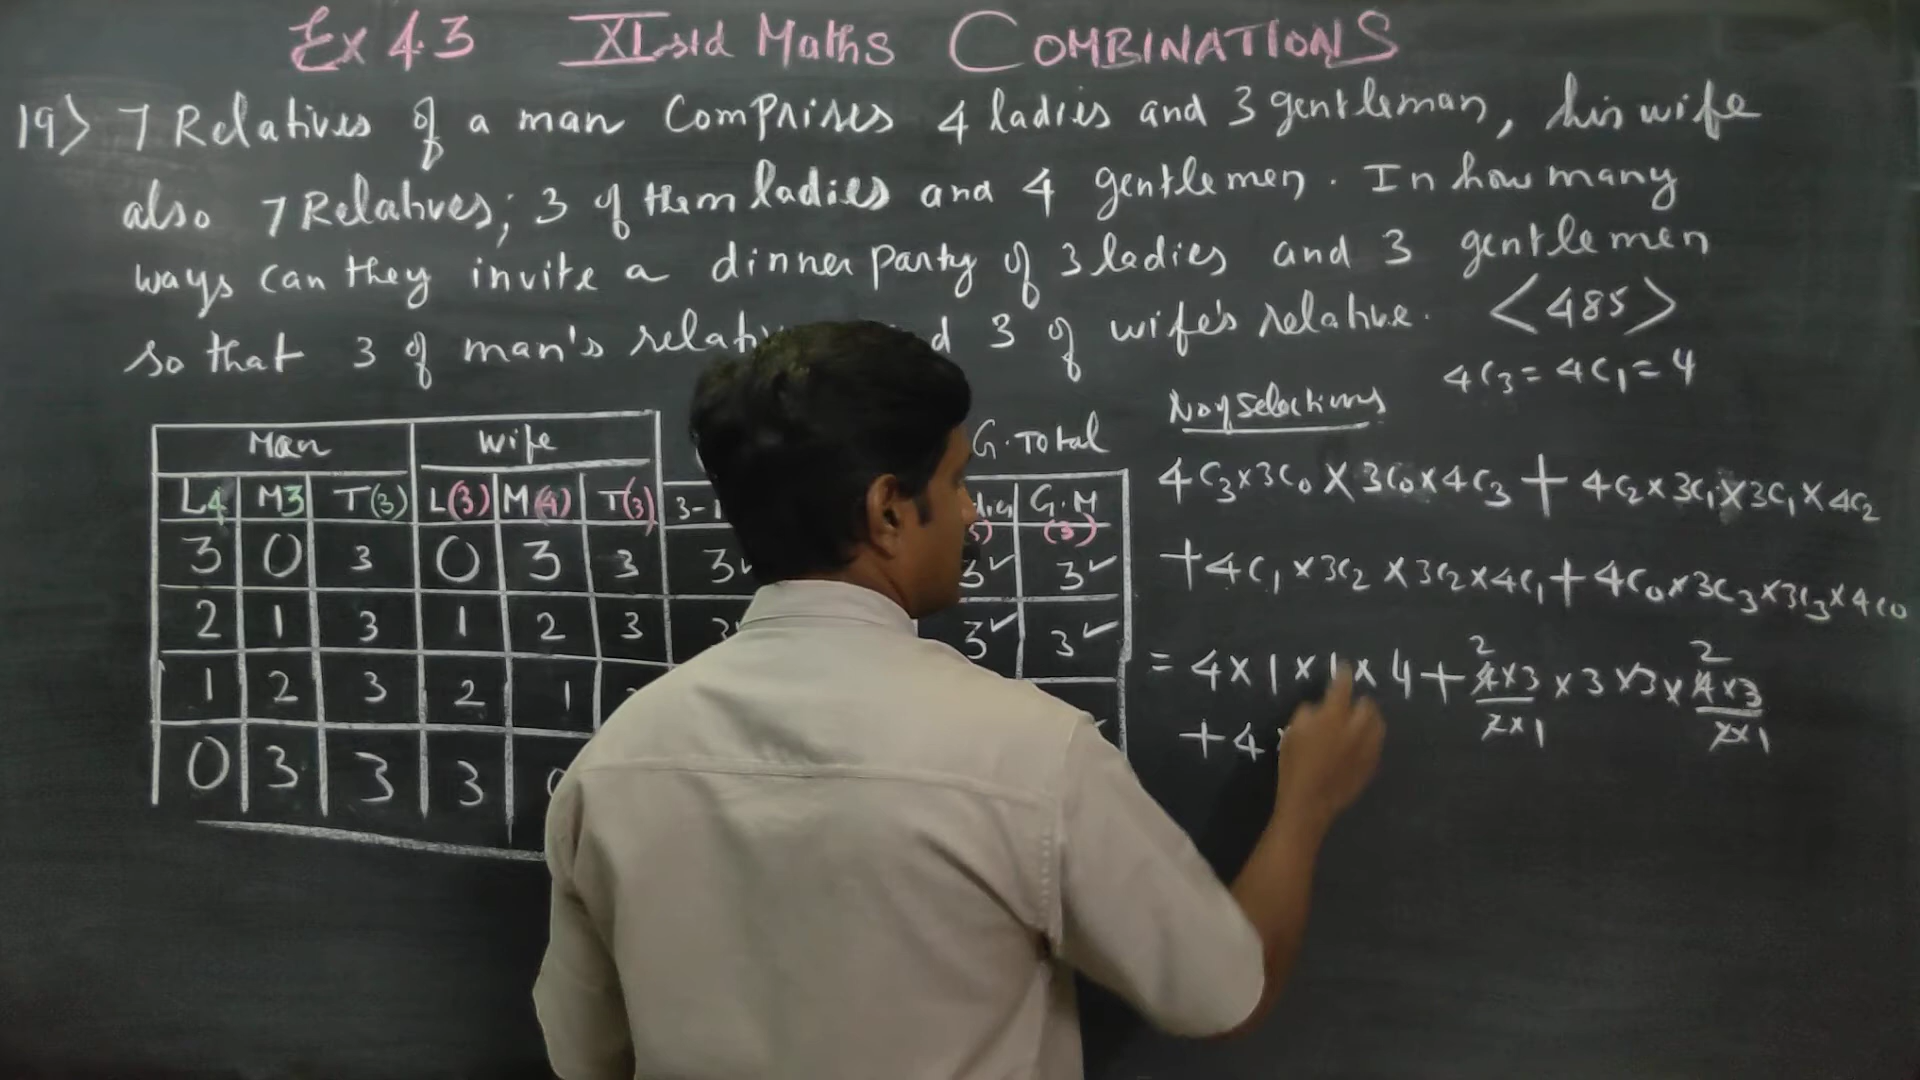 Ex 4.3 XI std Maths COMBINATIONS
19) 7 Relatives of a man comprises 4 ladies and 3 gentleman, his wife
also 7 Relatives; 3 of them ladies and 4 gentlemen. In how many
ways can they invite a dinner party of 3 ladies and 3 gentlemen
so that 3 of man's 3 of wife's relative. <485>
4C₃ = 4C₁ = 4
Man Wife G.Total
L4 M3 T(3) L(3) M(4) T(3) G.M
(3)
3 0 3 0 3 3 3✓ 3✓ 3✓
2 1 3 1 2 3 3✓ 3✓
1 2 3 2 1
0 3 3 3
No of Selections
4C₃ × 3C₀ × 3C₀ × 4C₃ + 4C₂ × 3C₁ × 3C₁ × 4C₂
+ 4C₁ × 3C₂ × 3C₂ × 4C₁ + 4C₀ × 3C₃ × 3C₃ × 4C₀
2 2
= 4 × 1 × 1 × 4 + 4×3 × 3 × 3 × 4×3
2×1 2×1
+ 4